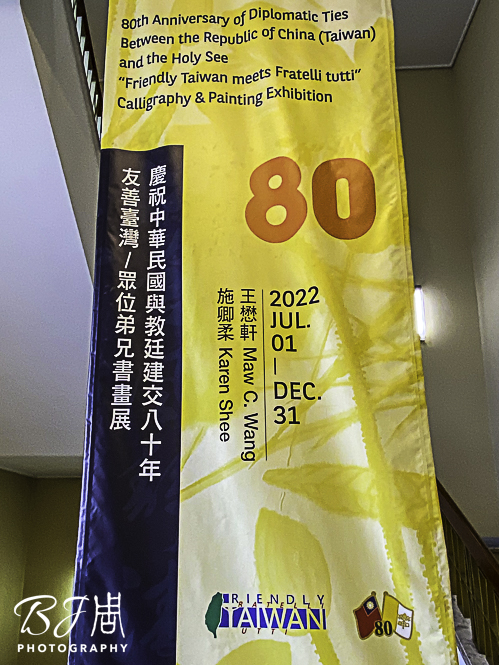 80th Anniversary of Diplomatic Ties
Between the Republic of China (Taiwan)
and the Holy See
"Friendly Taiwan meets Fratelli tutti"
Calligraphy & Painting Exhibition
80
慶祝中華民國與教廷建交八十年
友善臺灣/眾位弟兄書畫展
2022
JUL.
01
|
DEC.
31
王懋軒 Maw C. Wang
施卿柔 Karen Shee
FRIENDLY
FRATELLI
TAIWAN
TUTTI
80
BJ周
PHOTOGRAPHY